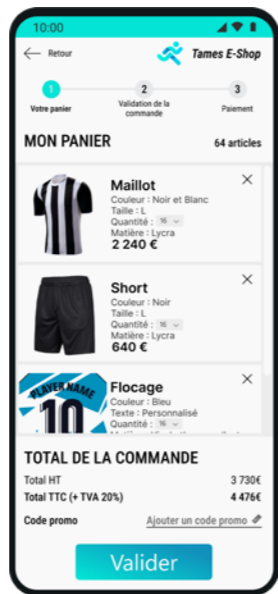 10:00
Retour
Tames E-Shop
1
2
3
Votre panier
Validation de la
commande
Paiement
MON PANIER
64 articles
Maillot
Couleur : Noir et Blanc
Taille : L
Quantité : 16
Matière : Lycra
2 240 €
Short
Couleur : Noir
Taille : L
Quantité : 16
Matière : Lycra
640 €
PLAYER NAME
10
Flocage
Couleur : Bleu
Texte : Personnalisé
Quantité : 16
TOTAL DE LA COMMANDE
Total HT
3 730€
Total TTC (+ TVA 20%)
4 476€
Code promo
Ajouter un code promo
Valider